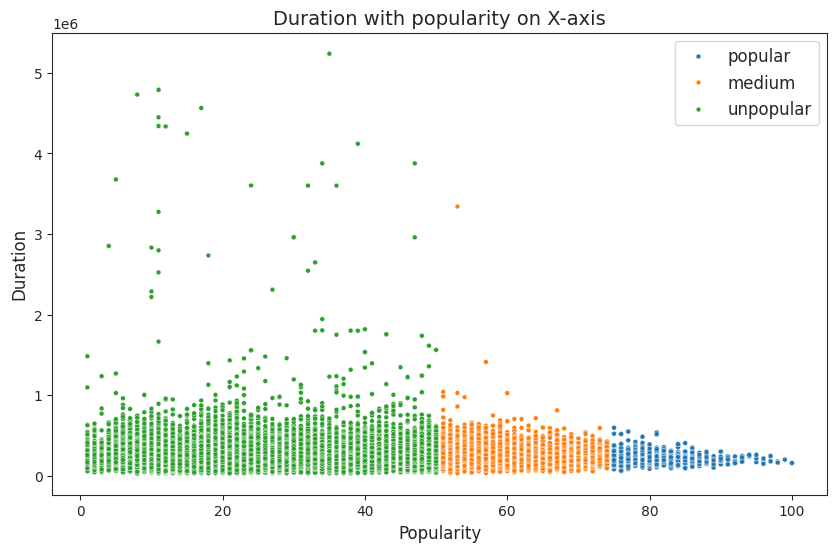 Duration with popularity on X-axis
1e6
popular
medium
unpopular
5
4
3
2
1
0
Duration
0
20
40
60
80
100
Popularity